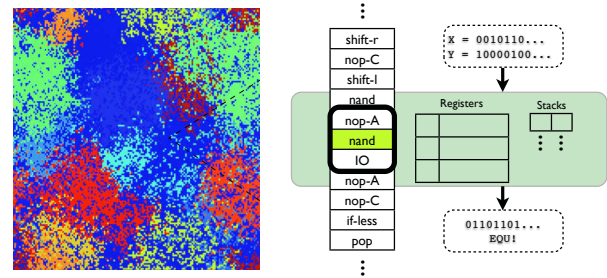 shift-r
nop-C
shift-l
nand
nop-A
nand
IO
nop-A
nop-C
if-less
pop
X = 0010110...
Y = 10000100...
Registers
Stacks
01101101...
EQU!